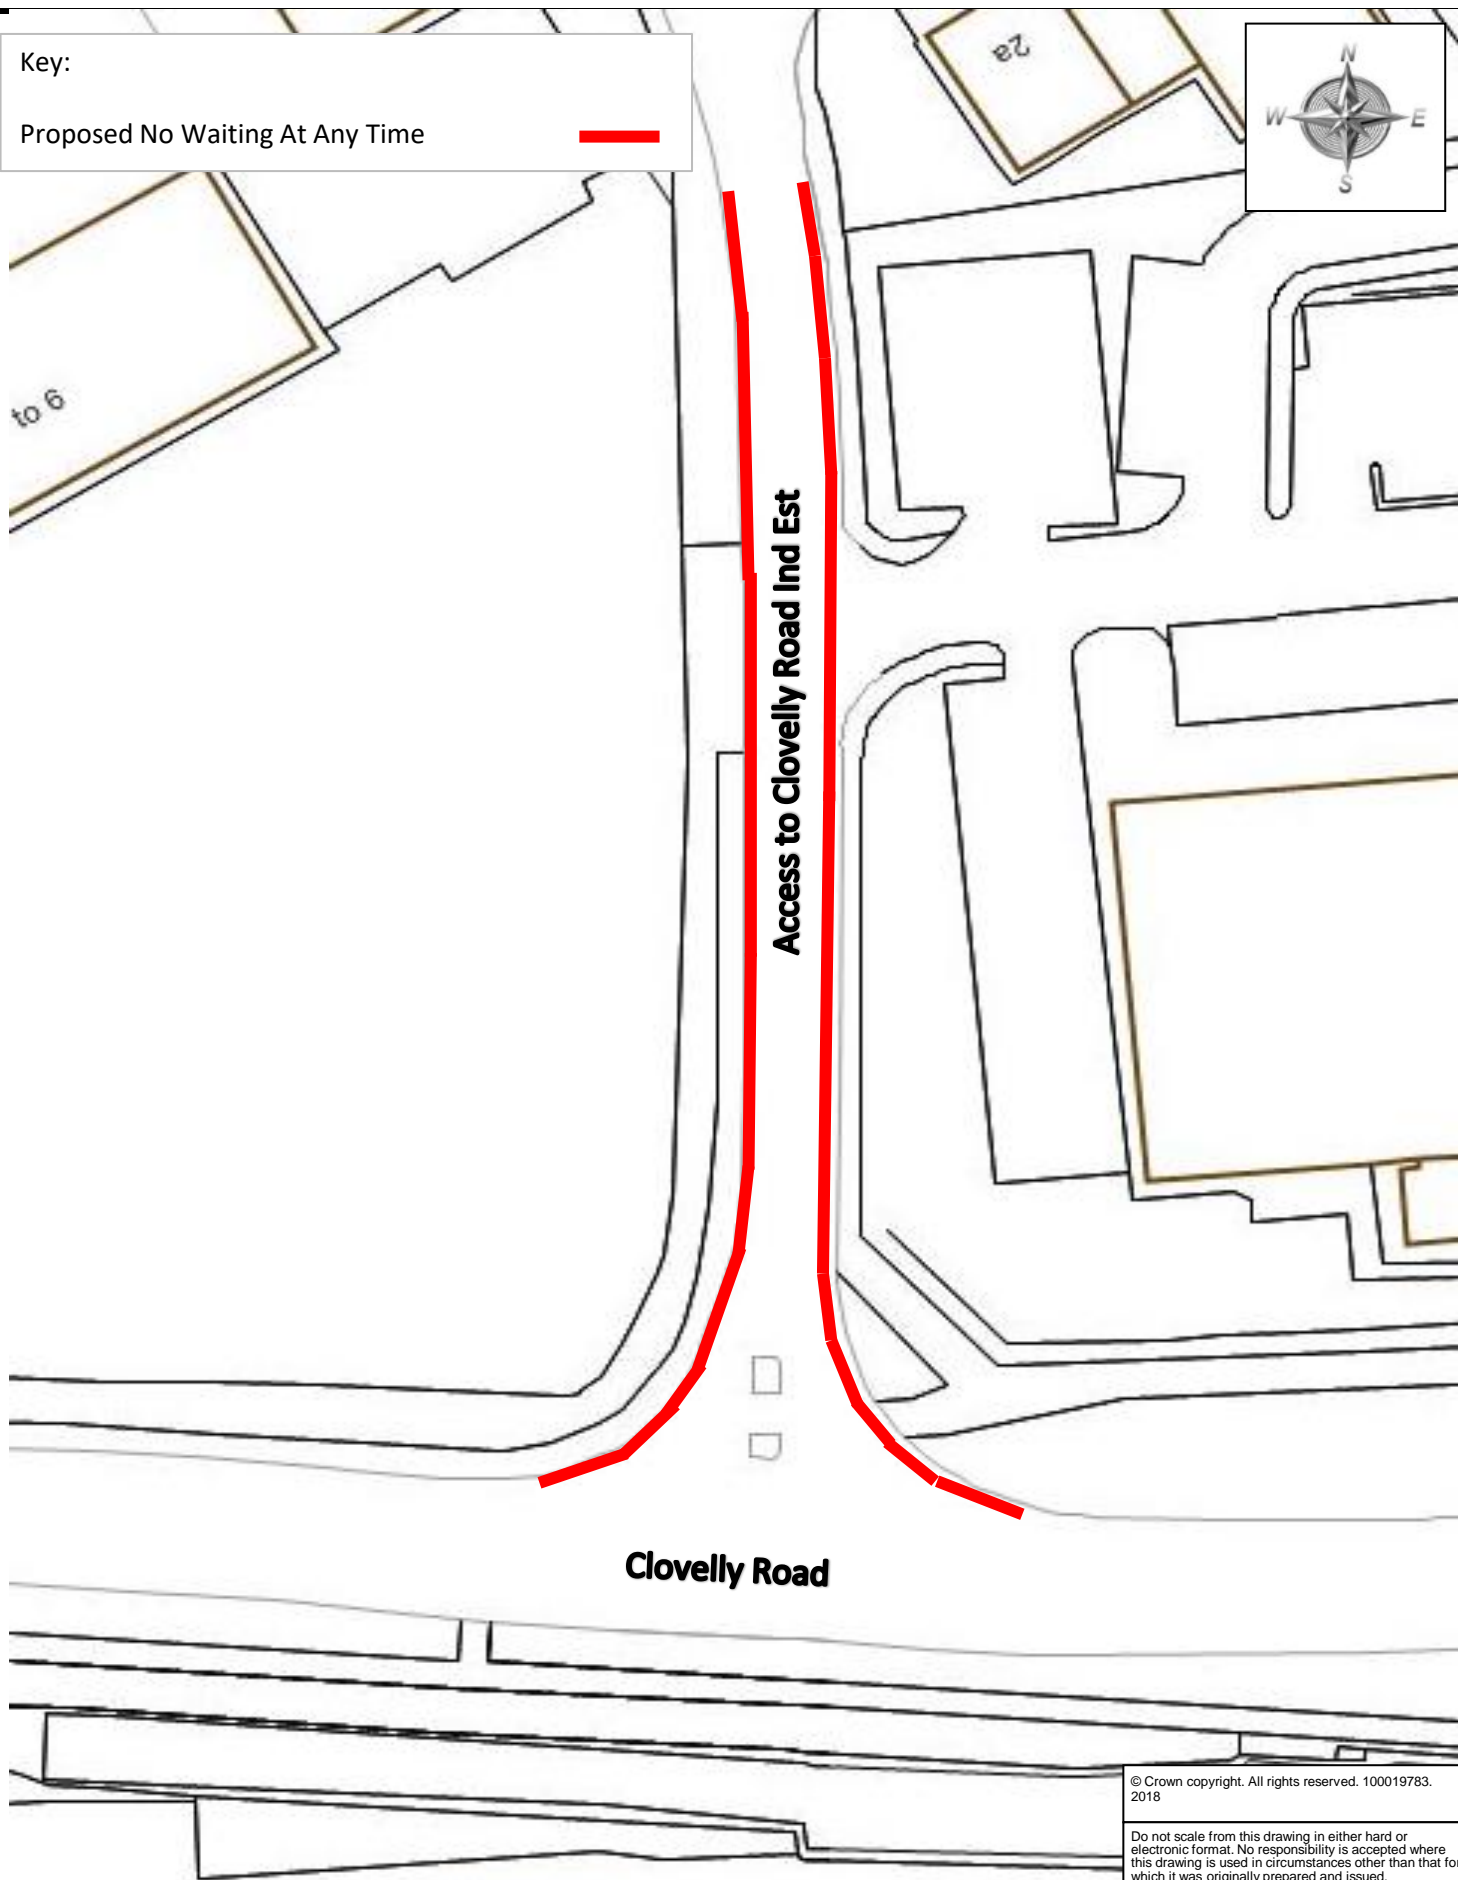 Key:
Proposed No Waiting At Any Time
2a
N
W E
S
to 6
Access to Clovelly Road Ind Est
Clovelly Road
© Crown copyright. All rights reserved. 100019783.
2018
Do not scale from this drawing in either hard or
electronic format. No responsibility is accepted where
this drawing is used in circumstances other than that for
which it was originally prepared and issued.